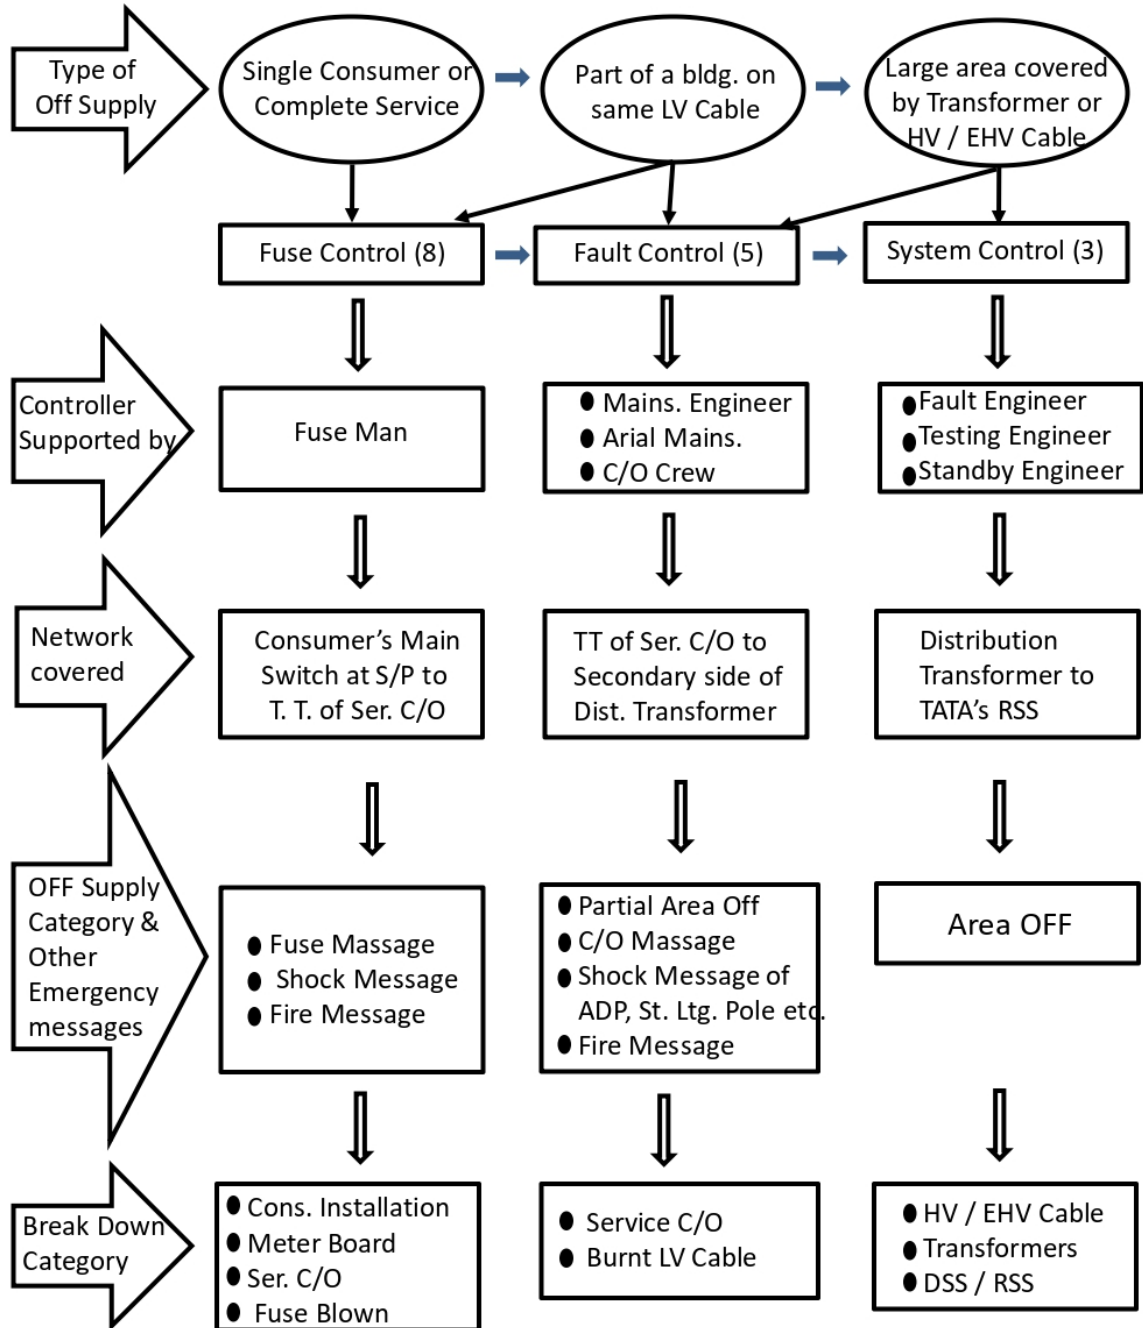 Type of
Off Supply
Single Consumer or
Complete Service
Part of a bldg. on
same LV Cable
Large area covered
by Transformer or
HV / EHV Cable
Fuse Control (8)
Fault Control (5)
System Control (3)
Controller
Supported by
Fuse Man
Mains. Engineer
Arial Mains.
C/O Crew
Fault Engineer
Testing Engineer
Standby Engineer
Network
covered
Consumer’s Main
Switch at S/P to
T. T. of Ser. C/O
TT of Ser. C/O to
Secondary side of
Dist. Transformer
Distribution
Transformer to
TATA’s RSS
OFF Supply
Category &
Other
Emergency
messages
Fuse Massage
Shock Message
Fire Message
Partial Area Off
C/O Massage
Shock Message of
ADP, St. Ltg. Pole etc.
Fire Message
Area OFF
Break Down
Category
Cons. Installation
Meter Board
Ser. C/O
Fuse Blown
Service C/O
Burnt LV Cable
HV / EHV Cable
Transformers
DSS / RSS